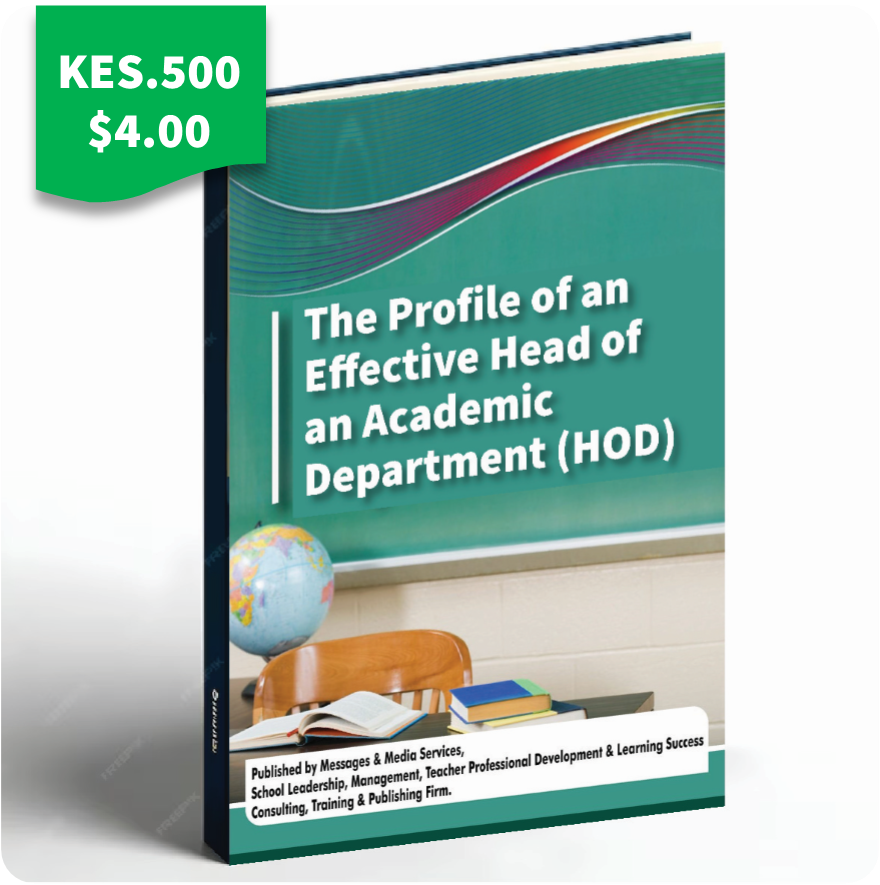 KES.500
$4.00
The Profile of an
Effective Head of
an Academic
Department (HOD)
Published by Messages & Media Services,
School Leadership, Management, Teacher Professional Development & Learning Success
Consulting, Training & Publishing Firm.